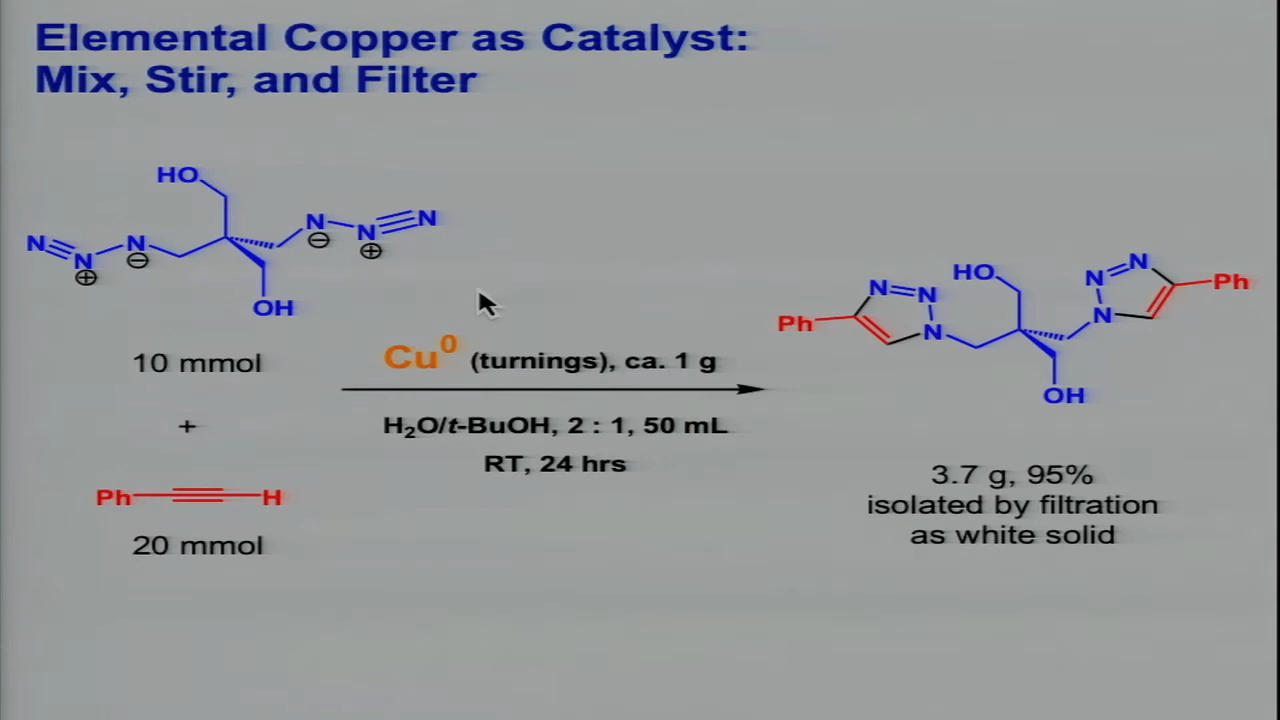 Elemental Copper as Catalyst:
Mix, Stir, and Filter
HO
N N N
⊕ ⊖
N N N
⊖ ⊕
OH
10 mmol
+
Ph H
20 mmol
Cu⁰ (turnings), ca. 1 g
H₂O/t-BuOH, 2 : 1, 50 mL
RT, 24 hrs
Ph
N N
N
HO
N N
N
Ph
OH
3.7 g, 95%
isolated by filtration
as white solid